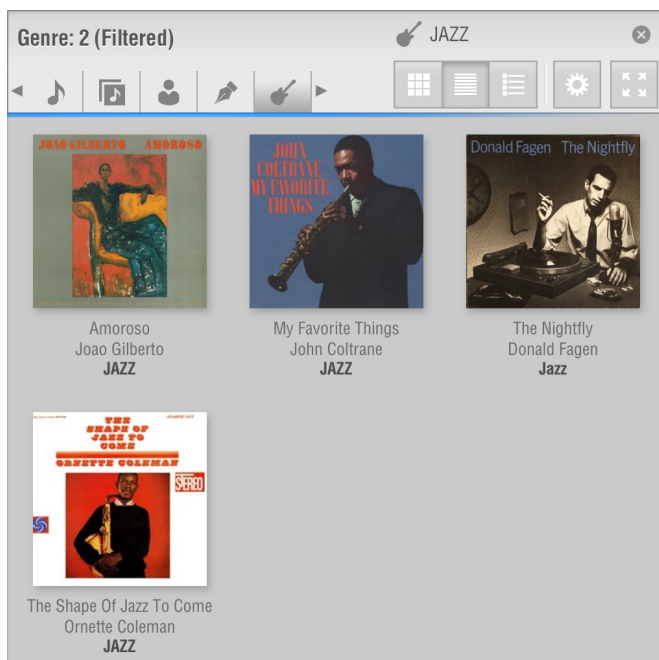 Genre: 2 (Filtered)
JAZZ
JOAO GILBERTO AMOROSO
JOHN
COLTRANE
MY FAVORITE
THINGS
Donald Fagen The Nightfly
Amoroso
Joao Gilberto
JAZZ
My Favorite Things
John Coltrane
JAZZ
The Nightfly
Donald Fagen
Jazz
THE
SHAPE OF
JAZZ TO
COME
ORNETTE COLEMAN
STEREO
The Shape Of Jazz To Come
Ornette Coleman
JAZZ